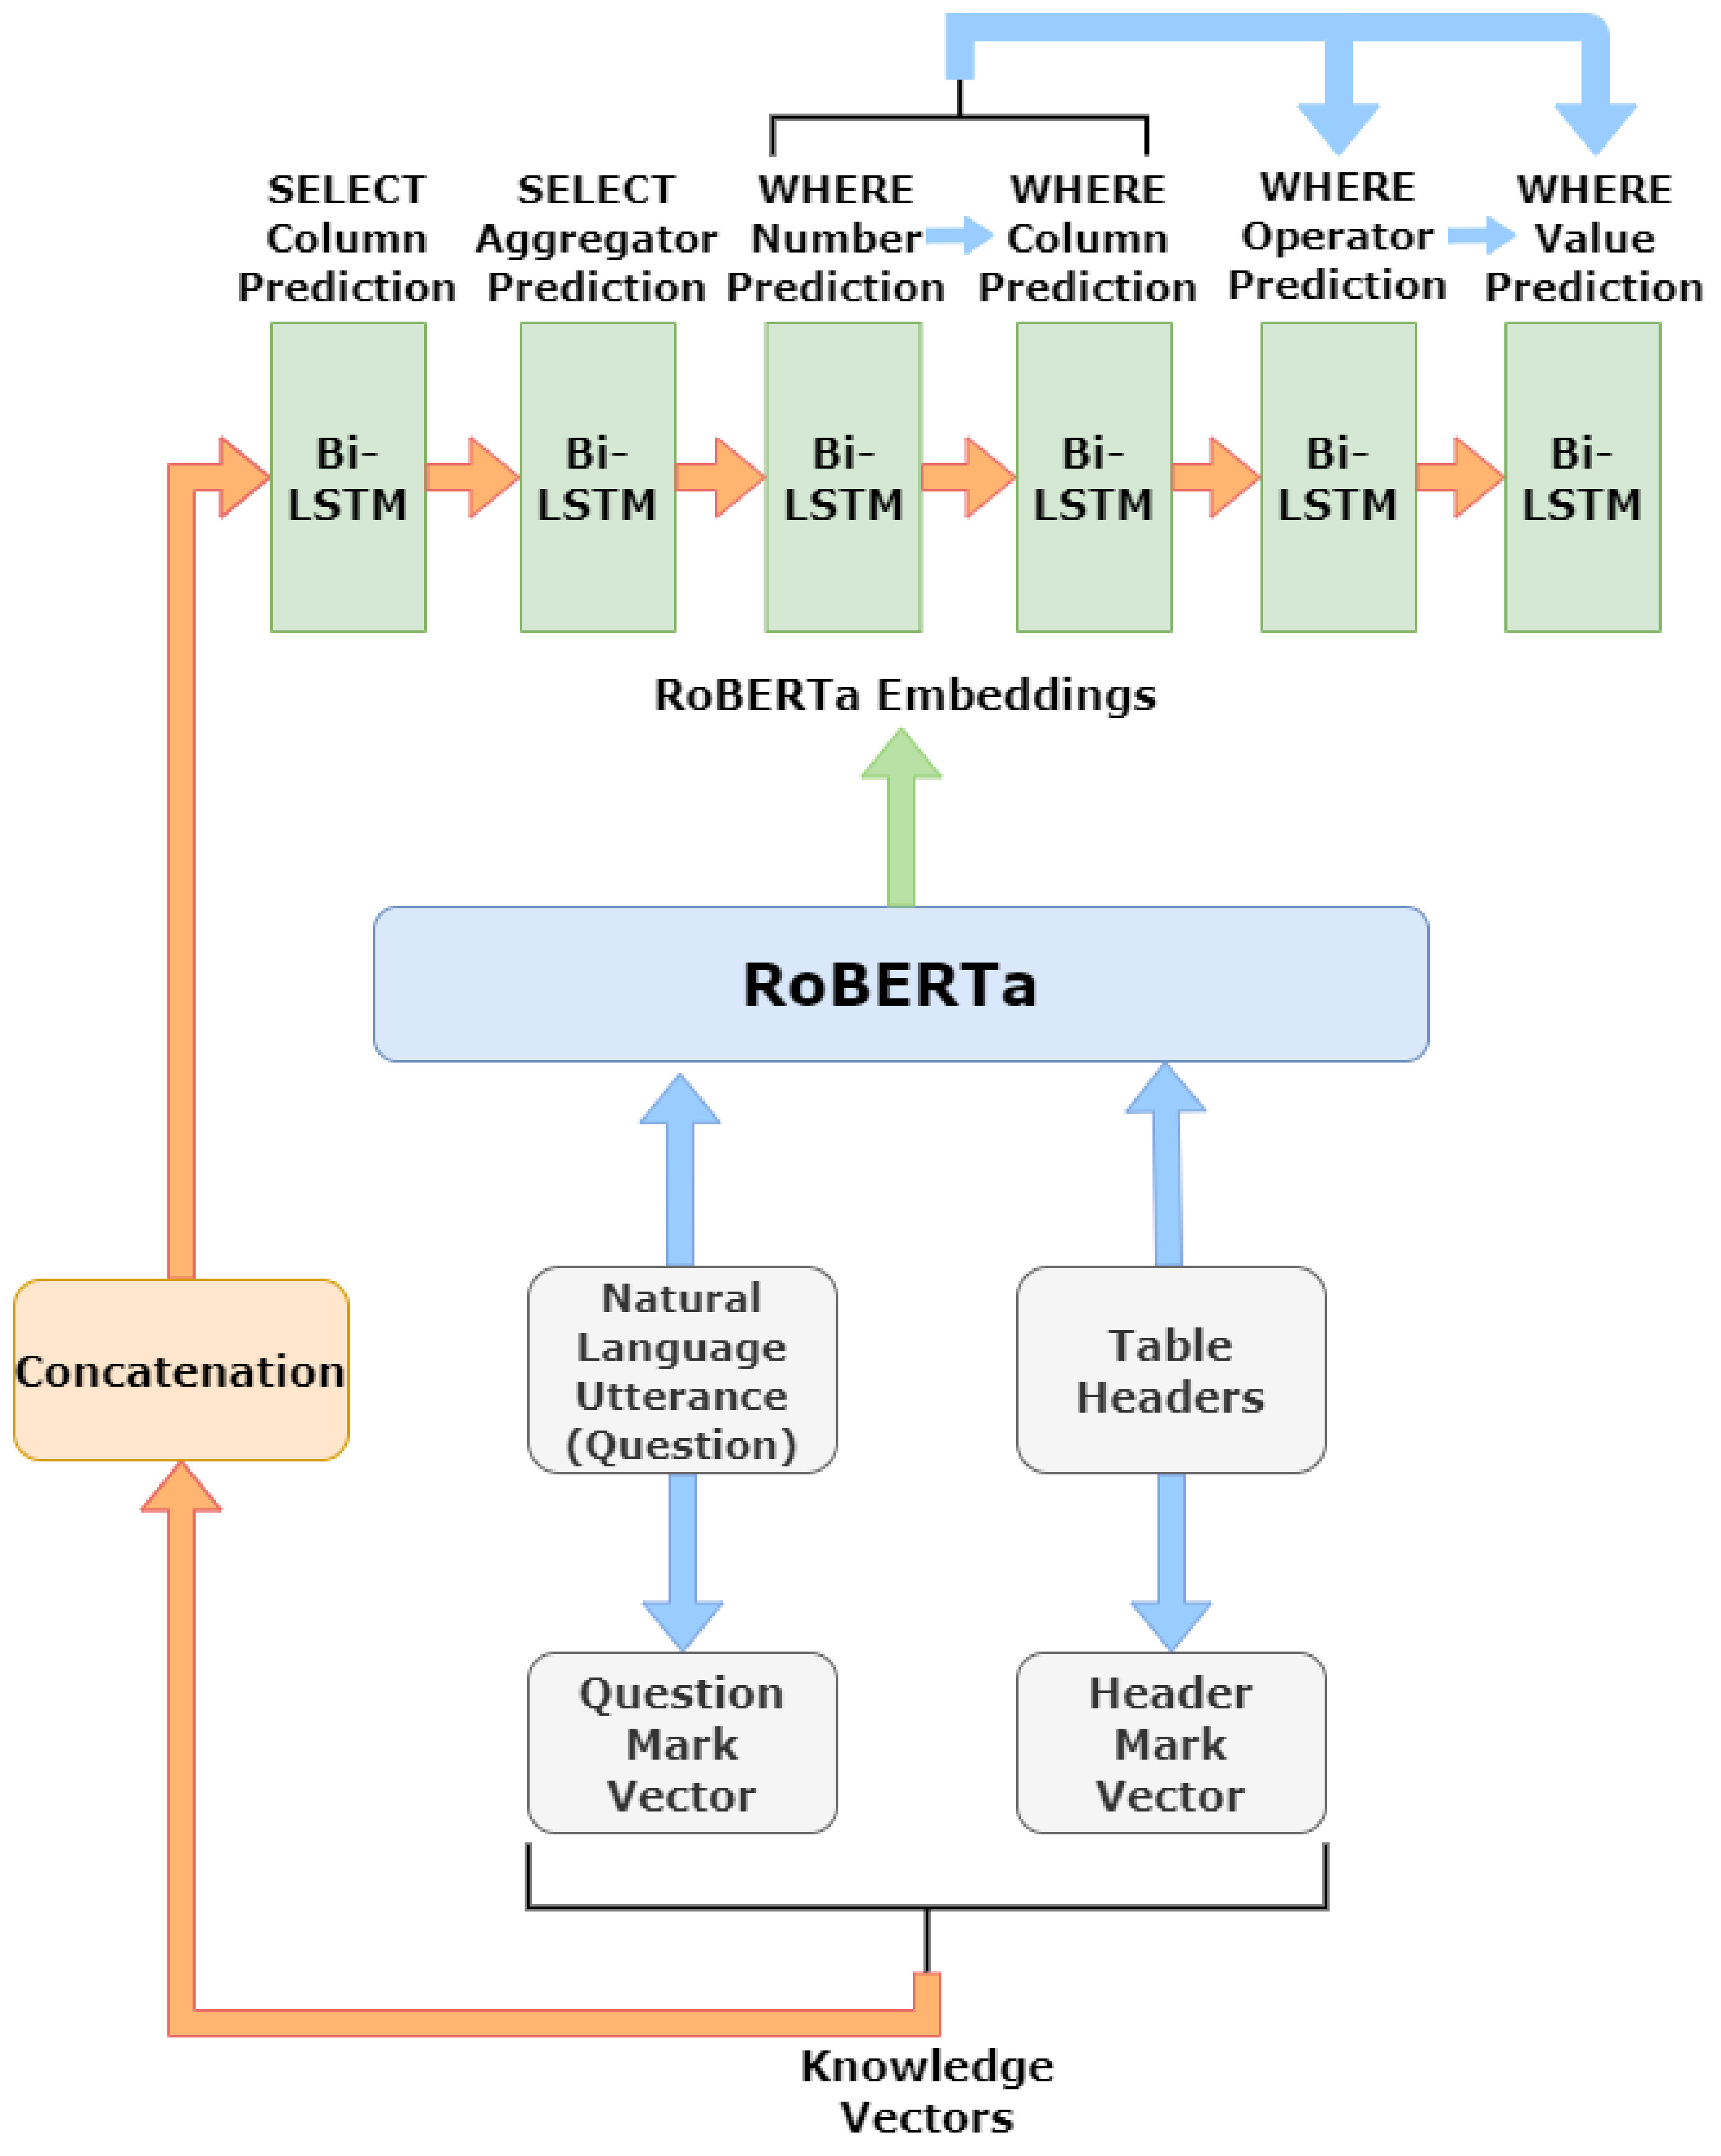 SELECT
Column
Prediction
SELECT
Aggregator
Prediction
WHERE
Number
Prediction
WHERE
Column
Prediction
WHERE
Operator
Prediction
WHERE
Value
Prediction
Bi-
LSTM
Bi-
LSTM
Bi-
LSTM
Bi-
LSTM
Bi-
LSTM
Bi-
LSTM
RoBERTa Embeddings
RoBERTa
Concatenation
Natural
Language
Utterance
(Question)
Table
Headers
Question
Mark
Vector
Header
Mark
Vector
Knowledge
Vectors